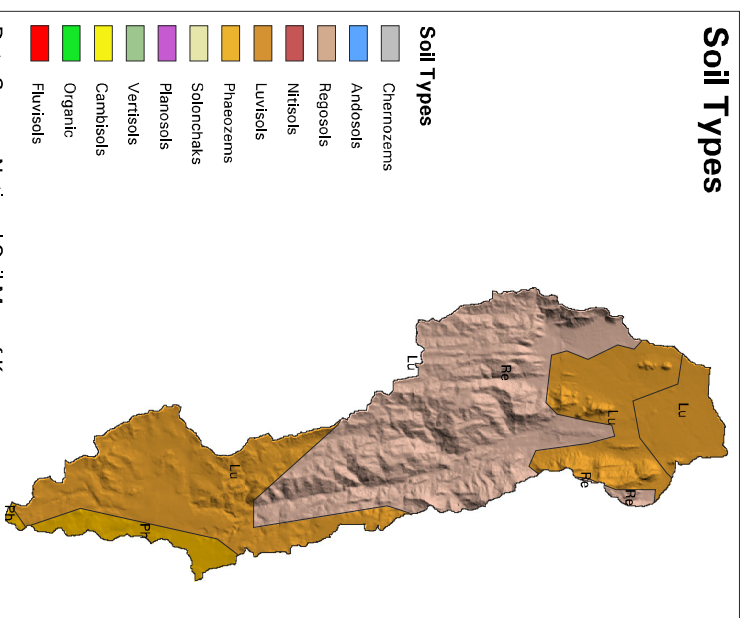 Soil Types
Soil Types
Chernozems
Andosols
Regosols
Nitisols
Luvisols
Phaeozems
Solonchaks
Planosols
Vertisols
Cambisols
Organic
Fluvisols
Lu
Lu
Re
Re
Re
Lu
Lu
Ph
Ph